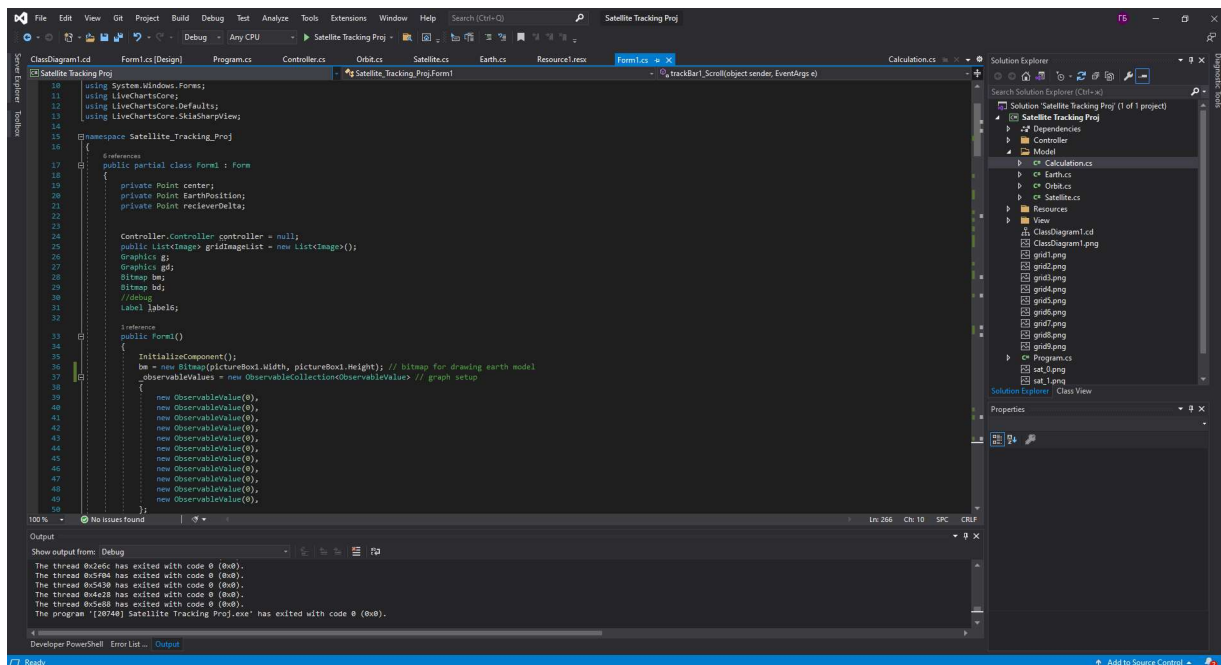 File Edit View Git Project Build Debug Test Analyze Tools Extensions Window Help Search (Ctrl+Q) Satellite Tracking Proj ГБ
Debug Any CPU Satellite Tracking Proj
Server Explorer
Toolbox
ClassDiagram1.cd Form1.cs [Design] Program.cs Controller.cs Orbit.cs Satellite.cs Earth.cs Resource1.resx Form1.cs Calculation.cs
Satellite Tracking Proj Satellite_Tracking_Proj.Form1 trackBar1_Scroll(object sender, EventArgs e)
10 using System.Windows.Forms;
11 using LiveChartsCore;
12 using LiveChartsCore.Defaults;
13 using LiveChartsCore.SkiaSharpView;
14
15 namespace Satellite_Tracking_Proj
16 {
6 references
17 public partial class Form1 : Form
18 {
19 private Point center;
20 private Point EarthPosition;
21 private Point recieverDelta;
22
23
24 Controller.Controller controller = null;
25 public List<Image> gridImageList = new List<Image>();
26 Graphics g;
27 Graphics gd;
28 Bitmap bm;
29 Bitmap bd;
30 //debug
31 Label label6;
32
1 reference
33 public Form1()
34 {
35 InitializeComponent();
36 bm = new Bitmap(pictureBox1.Width, pictureBox1.Height); // bitmap for drawing earth model
37 _observableValues = new ObservableCollection<ObservableValue> // graph setup
38 {
39 new ObservableValue(0),
40 new ObservableValue(0),
41 new ObservableValue(0),
42 new ObservableValue(0),
43 new ObservableValue(0),
44 new ObservableValue(0),
45 new ObservableValue(0),
46 new ObservableValue(0),
47 new ObservableValue(0),
48 new ObservableValue(0),
49 new ObservableValue(0),
50 };
100 % No issues found Ln: 266 Ch: 10 SPC CRLF
Output
Show output from: Debug
The thread 0x2e6c has exited with code 0 (0x0).
The thread 0x5f04 has exited with code 0 (0x0).
The thread 0x5430 has exited with code 0 (0x0).
The thread 0x4e28 has exited with code 0 (0x0).
The thread 0x5e88 has exited with code 0 (0x0).
The program '[20740] Satellite Tracking Proj.exe' has exited with code 0 (0x0).
Developer PowerShell Error List ... Output
Ready Add to Source Control
Solution Explorer
Search Solution Explorer (Ctrl+ж)
Solution 'Satellite Tracking Proj' (1 of 1 project)
Satellite Tracking Proj
Dependencies
Controller
Model
C# Calculation.cs
C# Earth.cs
C# Orbit.cs
C# Satellite.cs
Resources
View
ClassDiagram1.cd
ClassDiagram1.png
grid1.png
grid2.png
grid3.png
grid4.png
grid5.png
grid6.png
grid7.png
grid8.png
grid9.png
C# Program.cs
sat_0.png
sat_1.png
Solution Explorer Class View
Properties
Diagnostic Tools